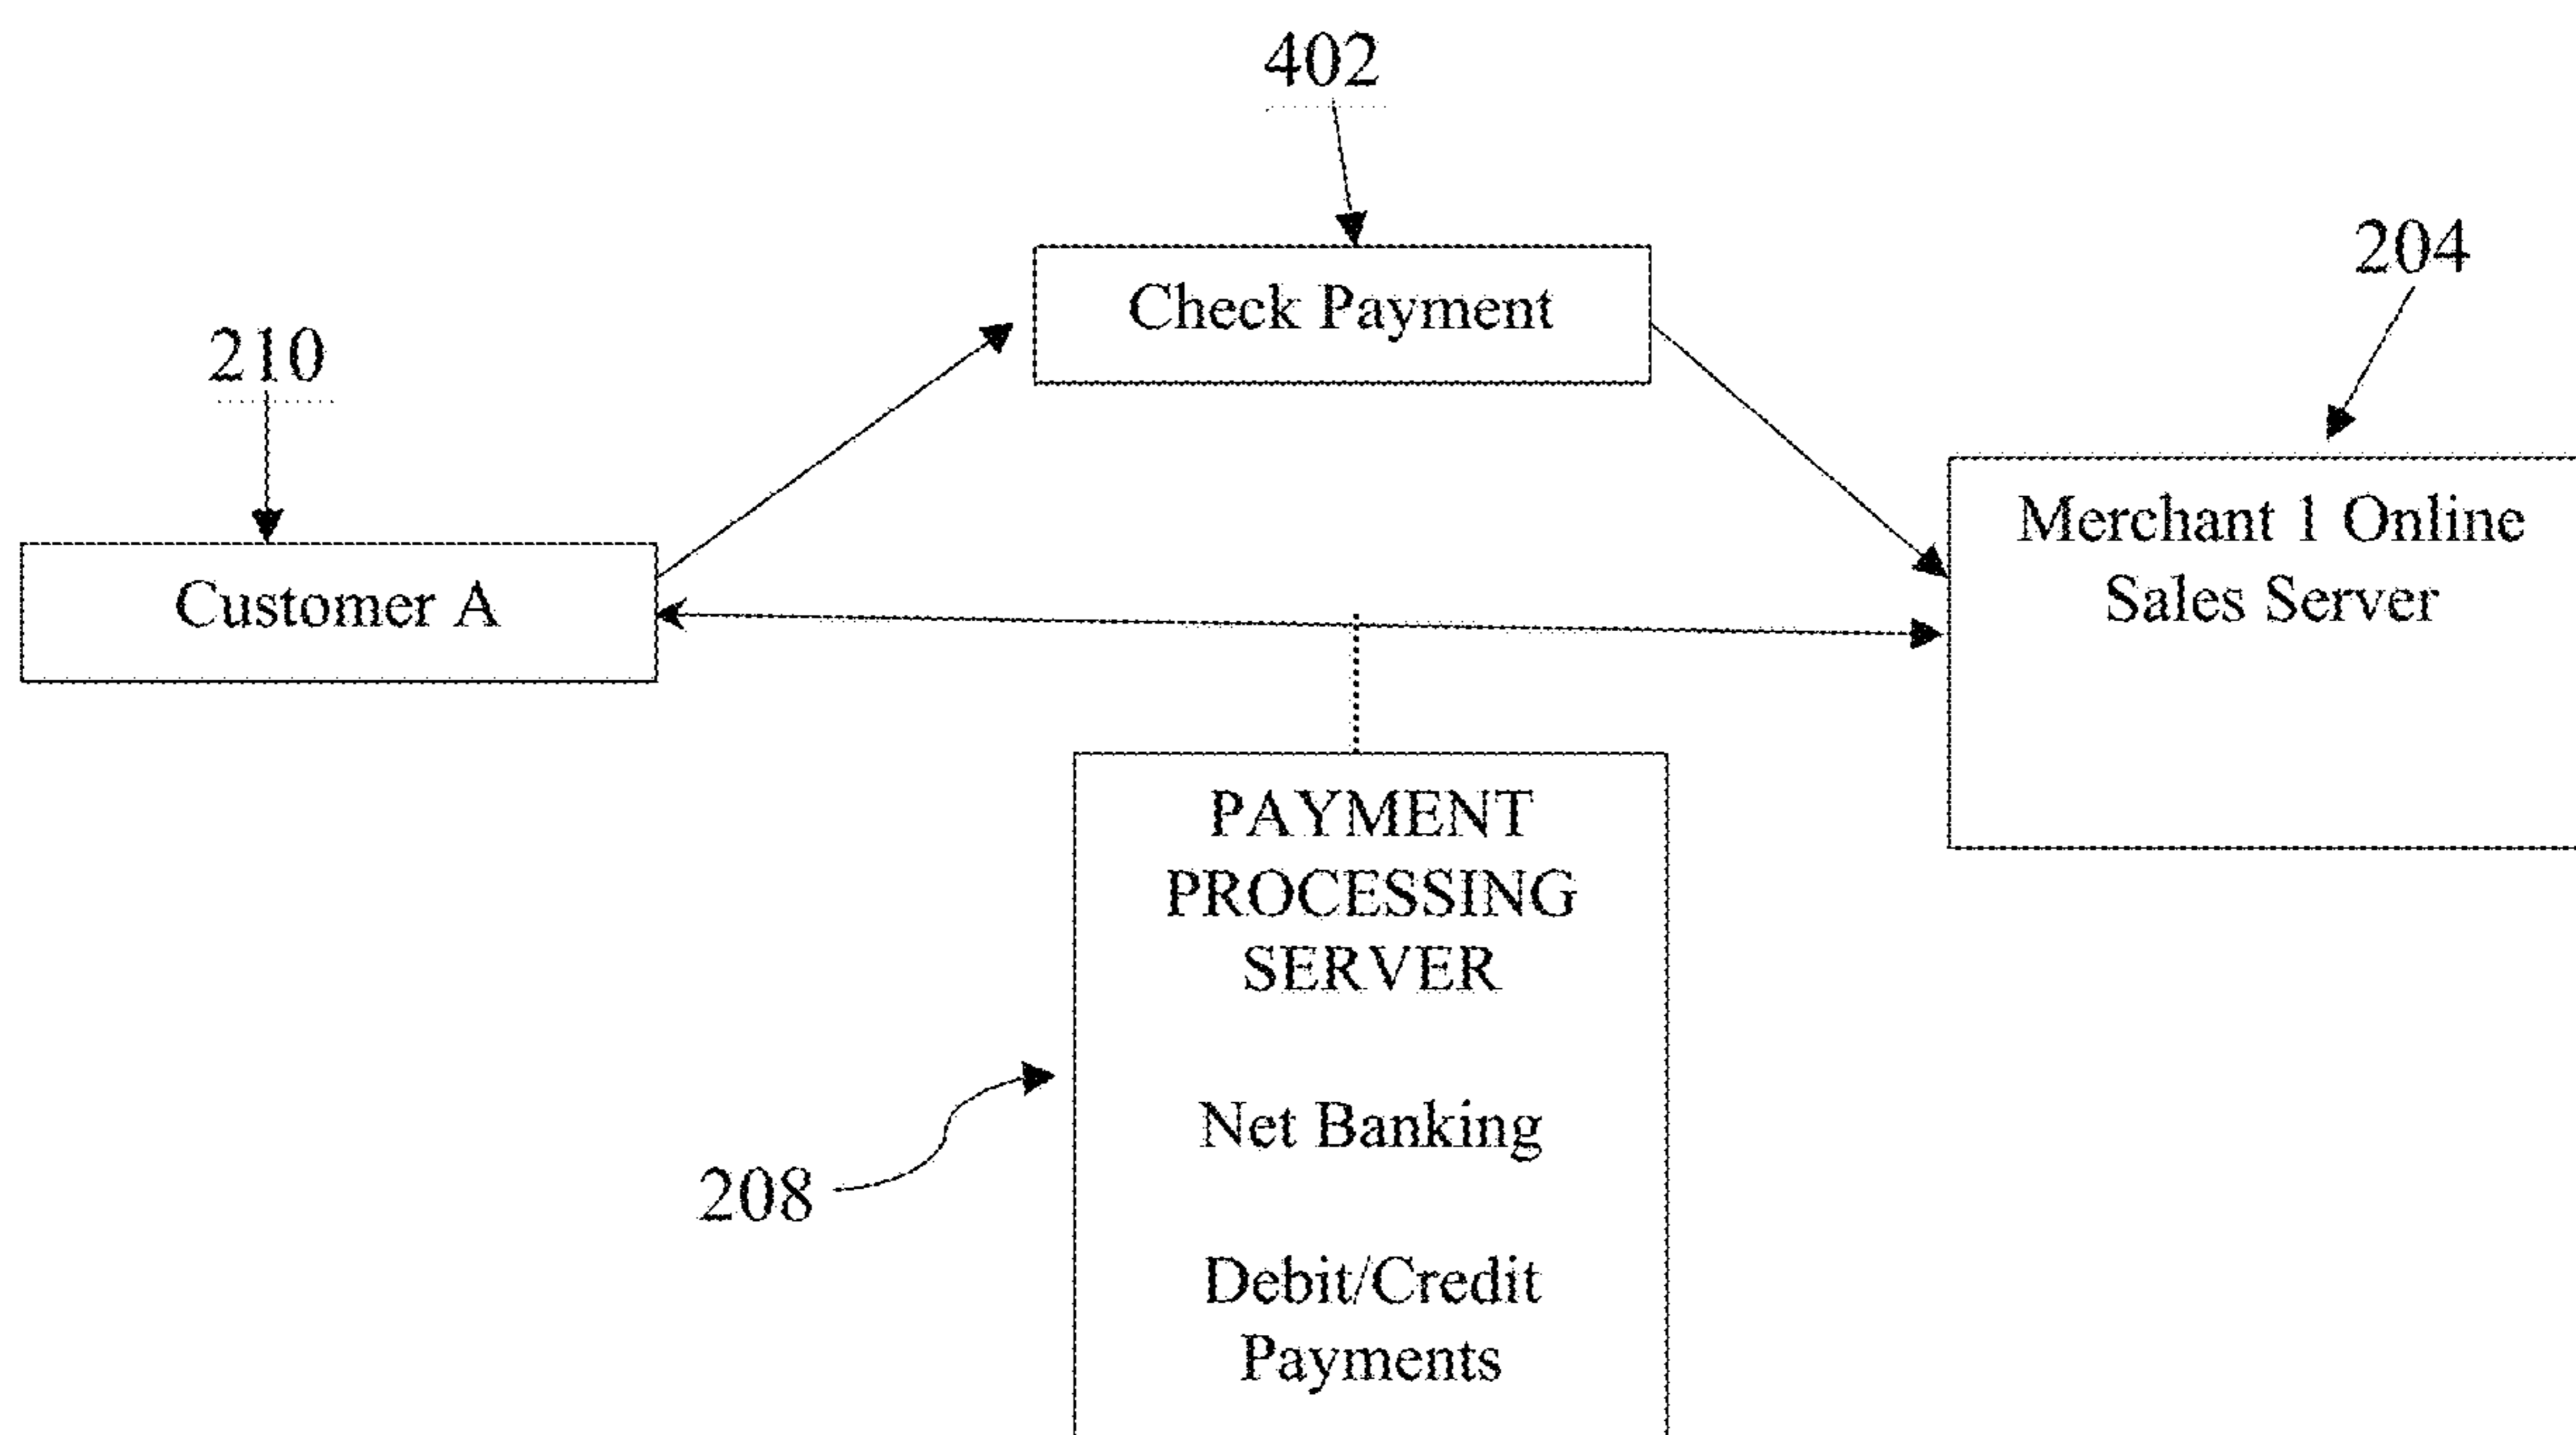 402
204
Check Payment
210
Merchant 1 Online
Sales Server
Customer A
PAYMENT
PROCESSING
SERVER
Net Banking
208
Debit/Credit
Payments